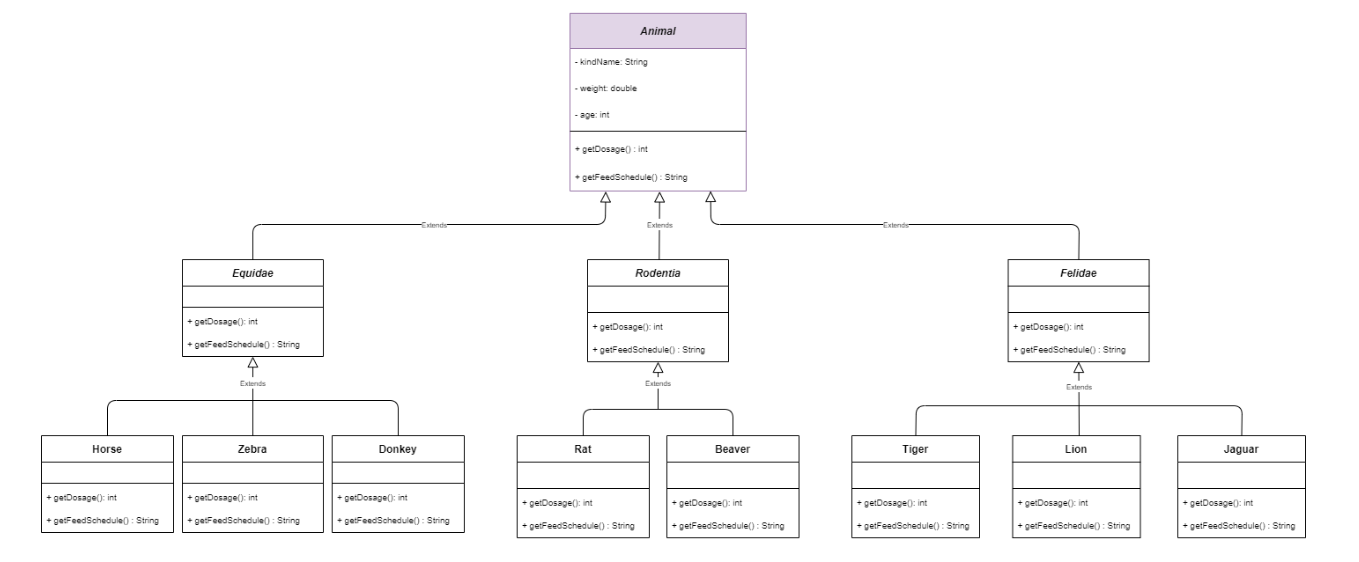 Animal
- kindName: String
- weight: double
- age: int
+ getDosage() : int
+ getFeedSchedule() : String
Extends
Extends
Extends
Equidae
+ getDosage(): int
+ getFeedSchedule() : String
Rodentia
+ getDosage(): int
+ getFeedSchedule() : String
Felidae
+ getDosage(): int
+ getFeedSchedule() : String
Extends
Extends
Extends
Horse
+ getDosage(): int
+ getFeedSchedule() : String
Zebra
+ getDosage(): int
+ getFeedSchedule() : String
Donkey
+ getDosage(): int
+ getFeedSchedule() : String
Rat
+ getDosage(): int
+ getFeedSchedule() : String
Beaver
+ getDosage(): int
+ getFeedSchedule() : String
Tiger
+ getDosage(): int
+ getFeedSchedule() : String
Lion
+ getDosage(): int
+ getFeedSchedule() : String
Jaguar
+ getDosage(): int
+ getFeedSchedule() : String